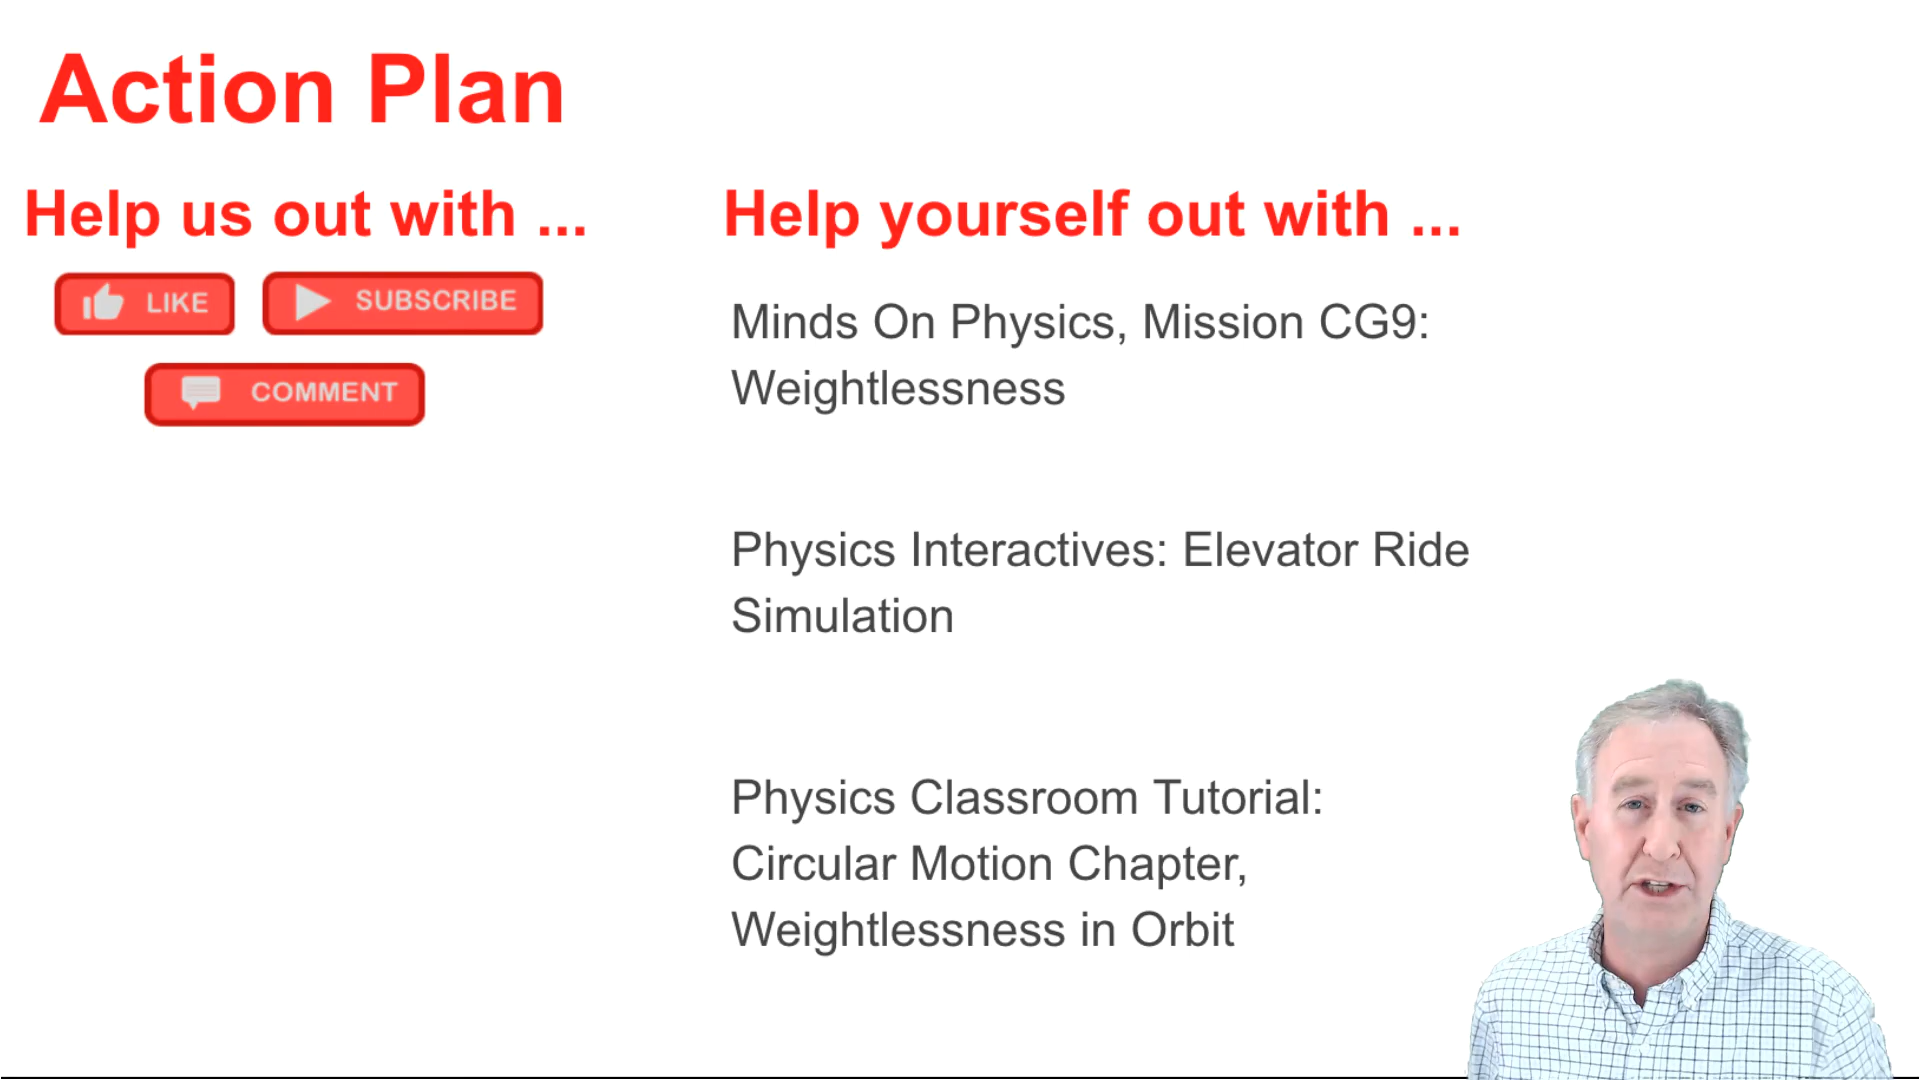 Action Plan
Help us out with ...
LIKE
SUBSCRIBE
COMMENT
Help yourself out with ...
Minds On Physics, Mission CG9:
Weightlessness
Physics Interactives: Elevator Ride
Simulation
Physics Classroom Tutorial:
Circular Motion Chapter,
Weightlessness in Orbit